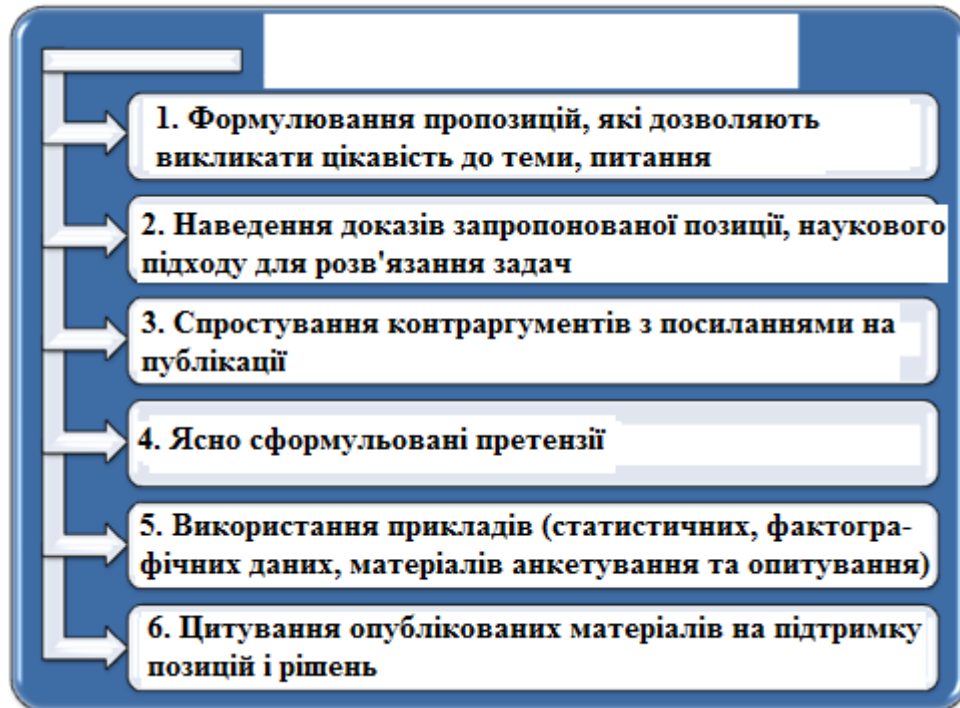 1. Формулювання пропозицій, які дозволяють
викликати цікавість до теми, питання
2. Наведення доказів запропонованої позиції, наукового
підходу для розв'язання задач
3. Спростування контраргументів з посиланнями на
публікації
4. Ясно сформульовані претензії
5. Використання прикладів (статистичних, фактогра-
фічних даних, матеріалів анкетування та опитування)
6. Цитування опублікованих матеріалів на підтримку
позицій і рішень